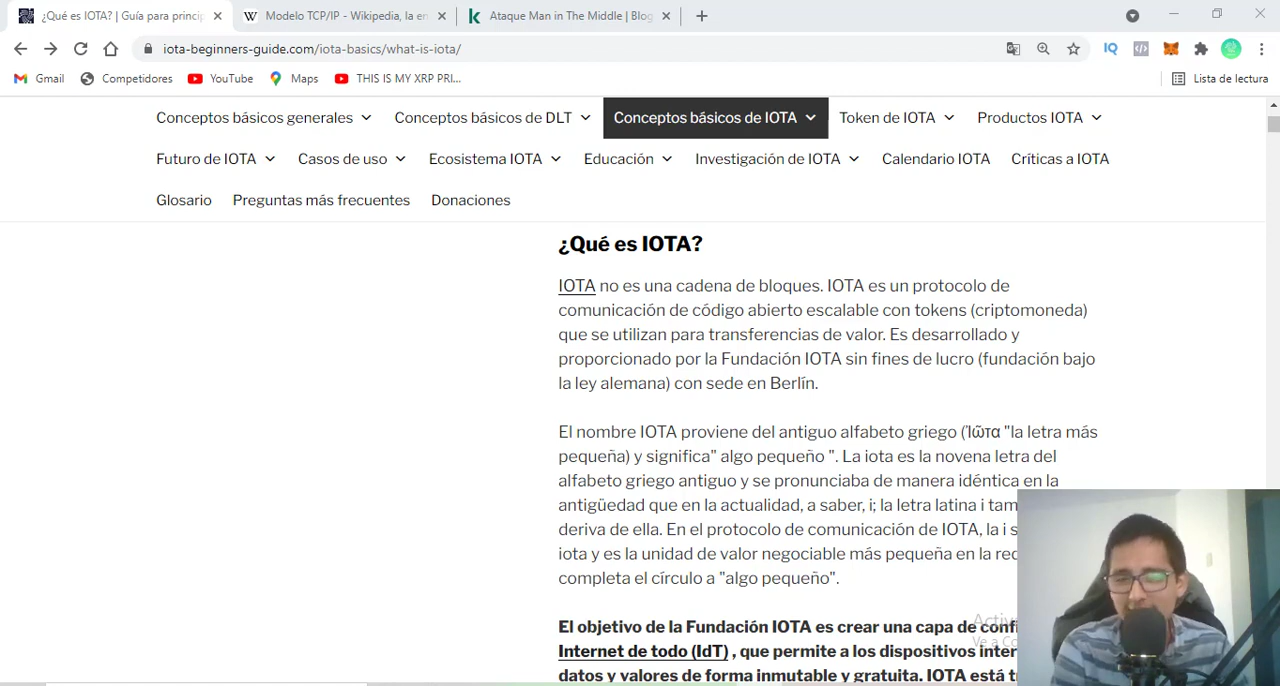 ¿Qué es IOTA? | Guía para princip
Modelo TCP/IP - Wikipedia, la en
Ataque Man in The Middle | Blog
iota-beginners-guide.com/iota-basics/what-is-iota/
Gmail
Competidores
YouTube
Maps
THIS IS MY XRP PRI...
Lista de lectura
Conceptos básicos generales
Conceptos básicos de DLT
Conceptos básicos de IOTA
Token de IOTA
Productos IOTA
Futuro de IOTA
Casos de uso
Ecosistema IOTA
Educación
Investigación de IOTA
Calendario IOTA
Críticas a IOTA
Glosario
Preguntas más frecuentes
Donaciones
¿Qué es IOTA?
IOTA no es una cadena de bloques. IOTA es un protocolo de
comunicación de código abierto escalable con tokens (criptomoneda)
que se utilizan para transferencias de valor. Es desarrollado y
proporcionado por la Fundación IOTA sin fines de lucro (fundación bajo
la ley alemana) con sede en Berlín.
El nombre IOTA proviene del antiguo alfabeto griego (Ἰῶτα "la letra más
pequeña) y significa" algo pequeño ". La iota es la novena letra del
alfabeto griego antiguo y se pronunciaba de manera idéntica en la
antigüedad que en la actualidad, a saber, i; la letra latina i tam
deriva de ella. En el protocolo de comunicación de IOTA, la i s
iota y es la unidad de valor negociable más pequeña en la re
completa el círculo a "algo pequeño".
El objetivo de la Fundación IOTA es crear una capa de confi
Internet de todo (IdT) , que permite a los dispositivos inter
datos y valores de forma inmutable y gratuita. IOTA está tr